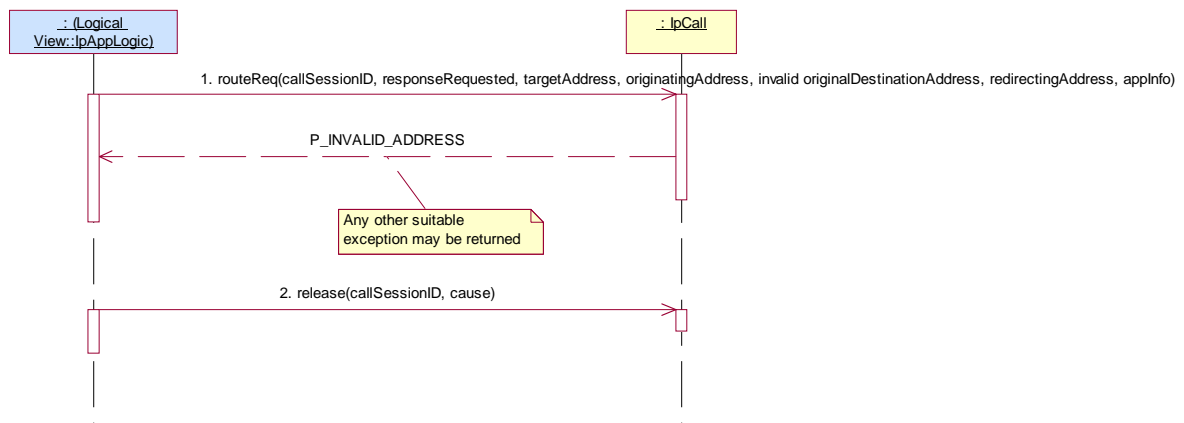 : (Logical
View::IpAppLogic)
: IpCall
1. routeReq(callSessionID, responseRequested, targetAddress, originatingAddress, invalid originalDestinationAddress, redirectingAddress, appInfo)
P_INVALID_ADDRESS
Any other suitable
exception may be returned
2. release(callSessionID, cause)